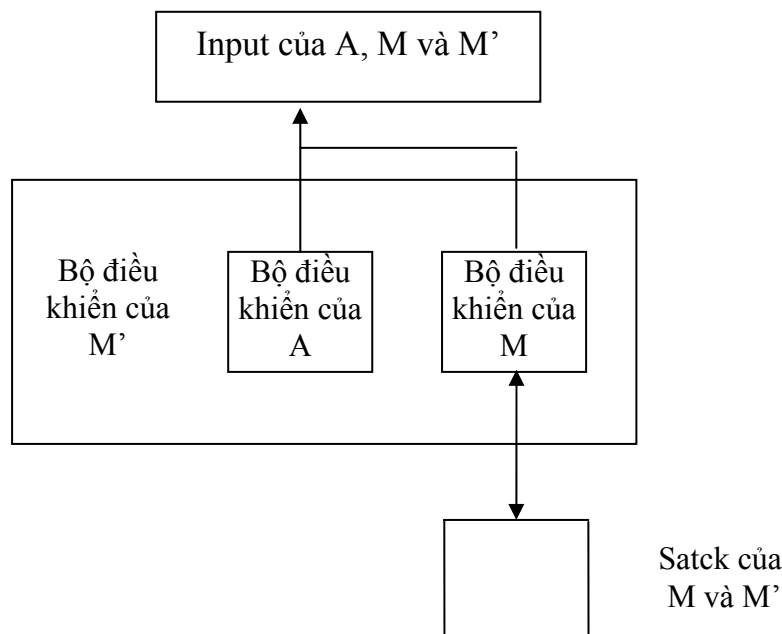 Input của A, M và M’
Bộ điều
khiển của
M’
Bộ điều
khiển của
A
Bộ điều
khiển của
M
Satck của
M và M’